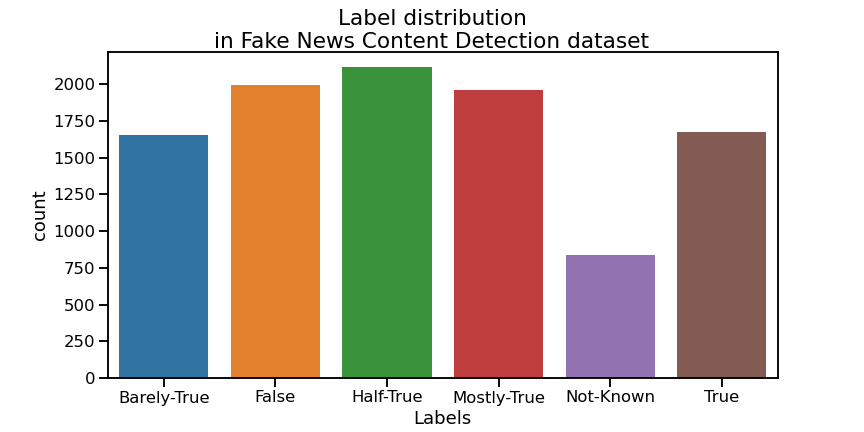 Label distribution
in Fake News Content Detection dataset
count
2000
1750
1500
1250
1000
750
500
250
0
Barely-True False Half-True Mostly-True Not-Known True
Labels